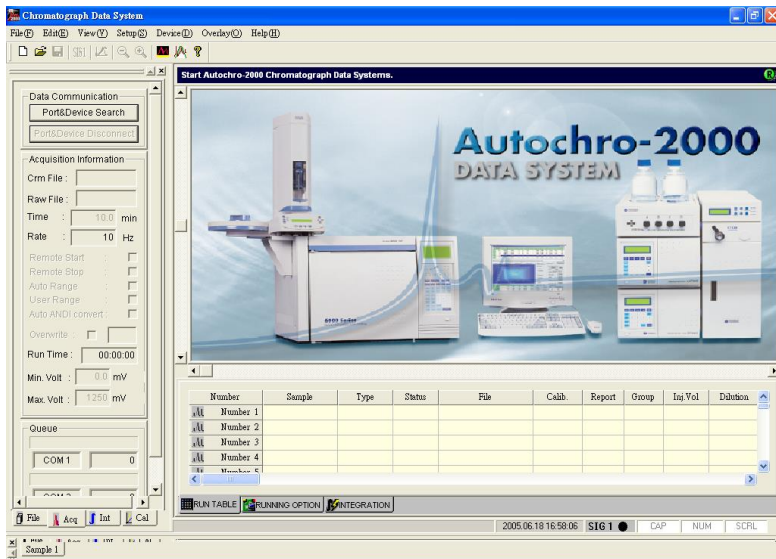 Chromatograph Data System
File(F) Edit(E) View(V) Setup(S) Device(D) Overlay(O) Help(H)
Start Autochro-2000 Chromatograph Data Systems.
Data Communication
Port&Device Search
Port&Device Disconnect
Acquisition Information
Crm File :
Raw File :
Time : 10.0 min
Rate : 10 Hz
Remote Start :
Remote Stop :
Auto Range :
User Range :
Auto ANDI convert :
Overwrite :
Run Time : 00:00:00
Min. Volt : 0.0 mV
Max. Volt : 1250 mV
Queue
COM 1 0
File Acq Int Cal
Autochro-2000
DATA SYSTEM
Number Sample Type Status File Calib. Report Group Inj.Vol Dilution
Number 1
Number 2
Number 3
Number 4
RUN TABLE RUNNING OPTION INTEGRATION
2005.06.18 16:58:06 SIG 1 CAP NUM SCRL
Sample 1